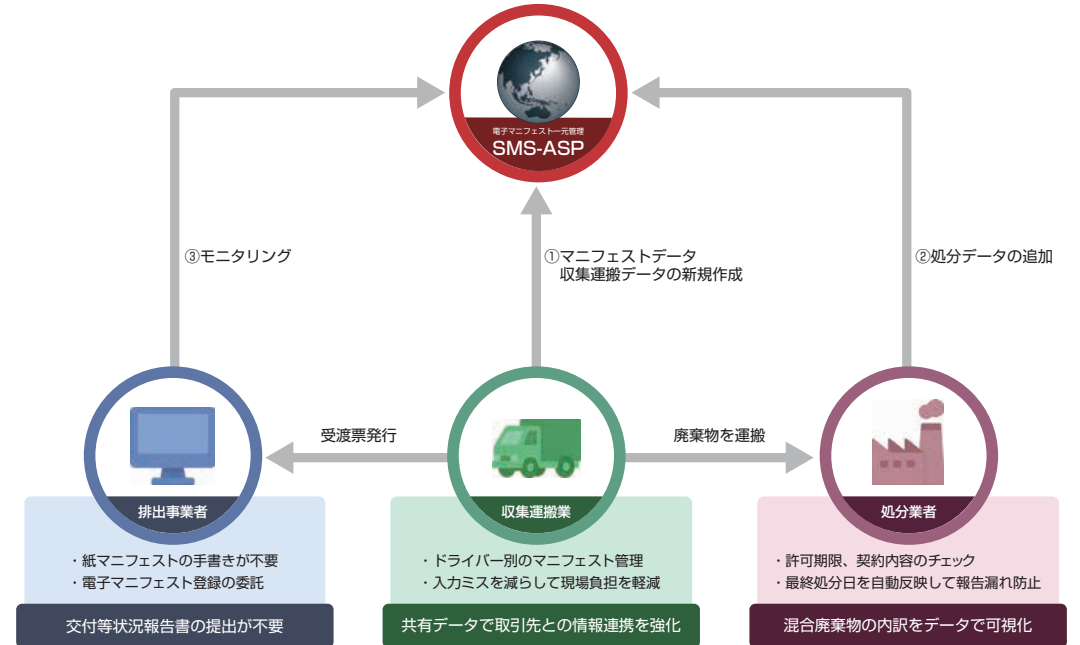 電子マニフェスト一元管理
SMS-ASP
③モニタリング
①マニフェストデータ
収集運搬データの新規作成
②処分データの追加
受渡票発行
廃棄物を運搬
排出事業者
収集運搬業
処分業者
・紙マニフェストの手書きが不要
・電子マニフェスト登録の委託
・ドライバー別のマニフェスト管理
・入力ミスを減らして現場負担を軽減
・許可期限、契約内容のチェック
・最終処分日を自動反映して報告漏れ防止
交付等状況報告書の提出が不要
共有データで取引先との情報連携を強化
混合廃棄物の内訳をデータで可視化